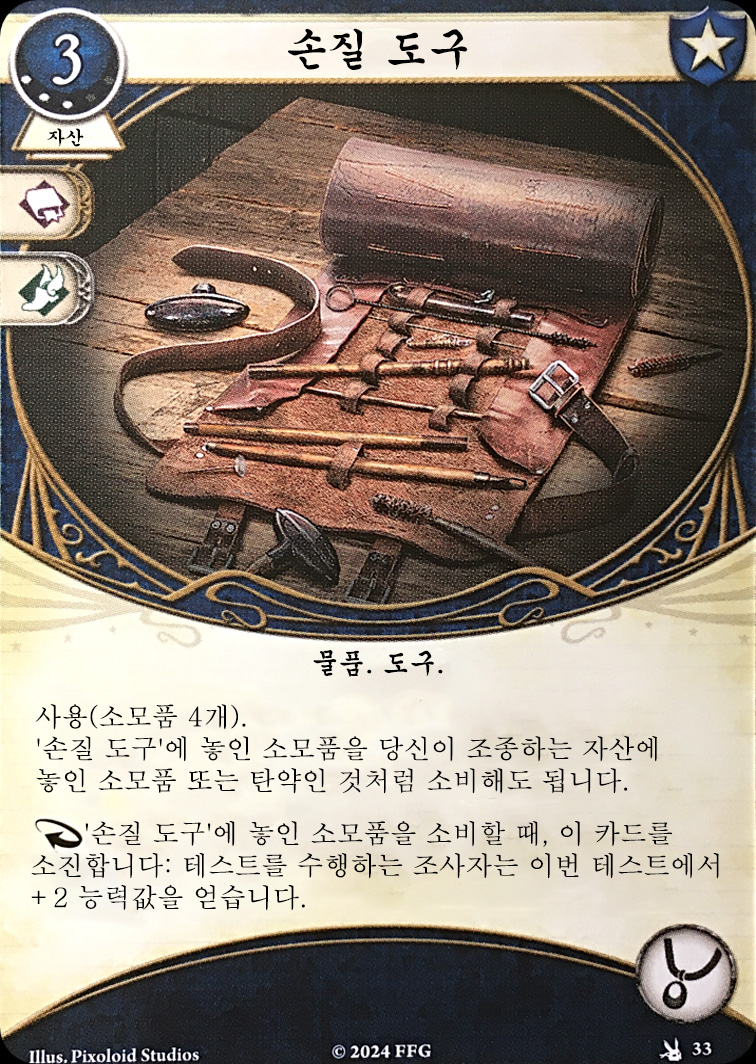 3
손질 도구
자산
물품. 도구.
사용(소모품 4개).
'손질 도구'에 놓인 소모품을 당신이 조종하는 자산에
놓인 소모품 또는 탄약인 것처럼 소비해도 됩니다.
'손질 도구'에 놓인 소모품을 소비할 때, 이 카드를
소진합니다: 테스트를 수행하는 조사자는 이번 테스트에서
+2 능력값을 얻습니다.
Illus. Pixoloid Studios
© 2024 FFG
33